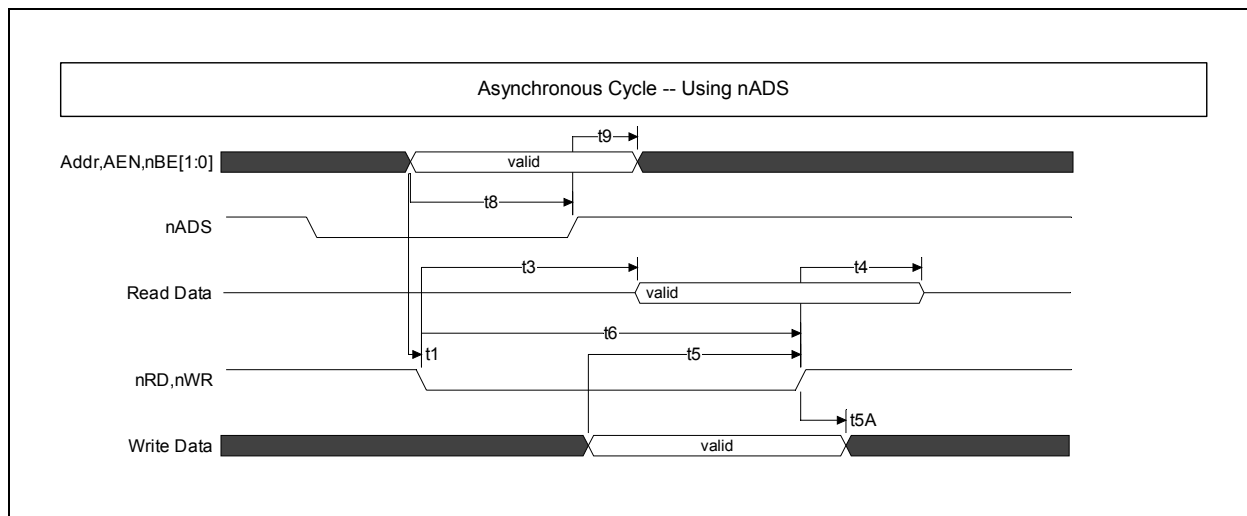 Asynchronous Cycle -- Using nADS
t9
Addr,AEN,nBE[1:0]
valid
t8
nADS
t3
t4
Read Data
valid
t6
t5
t1
nRD,nWR
t5A
Write Data
valid